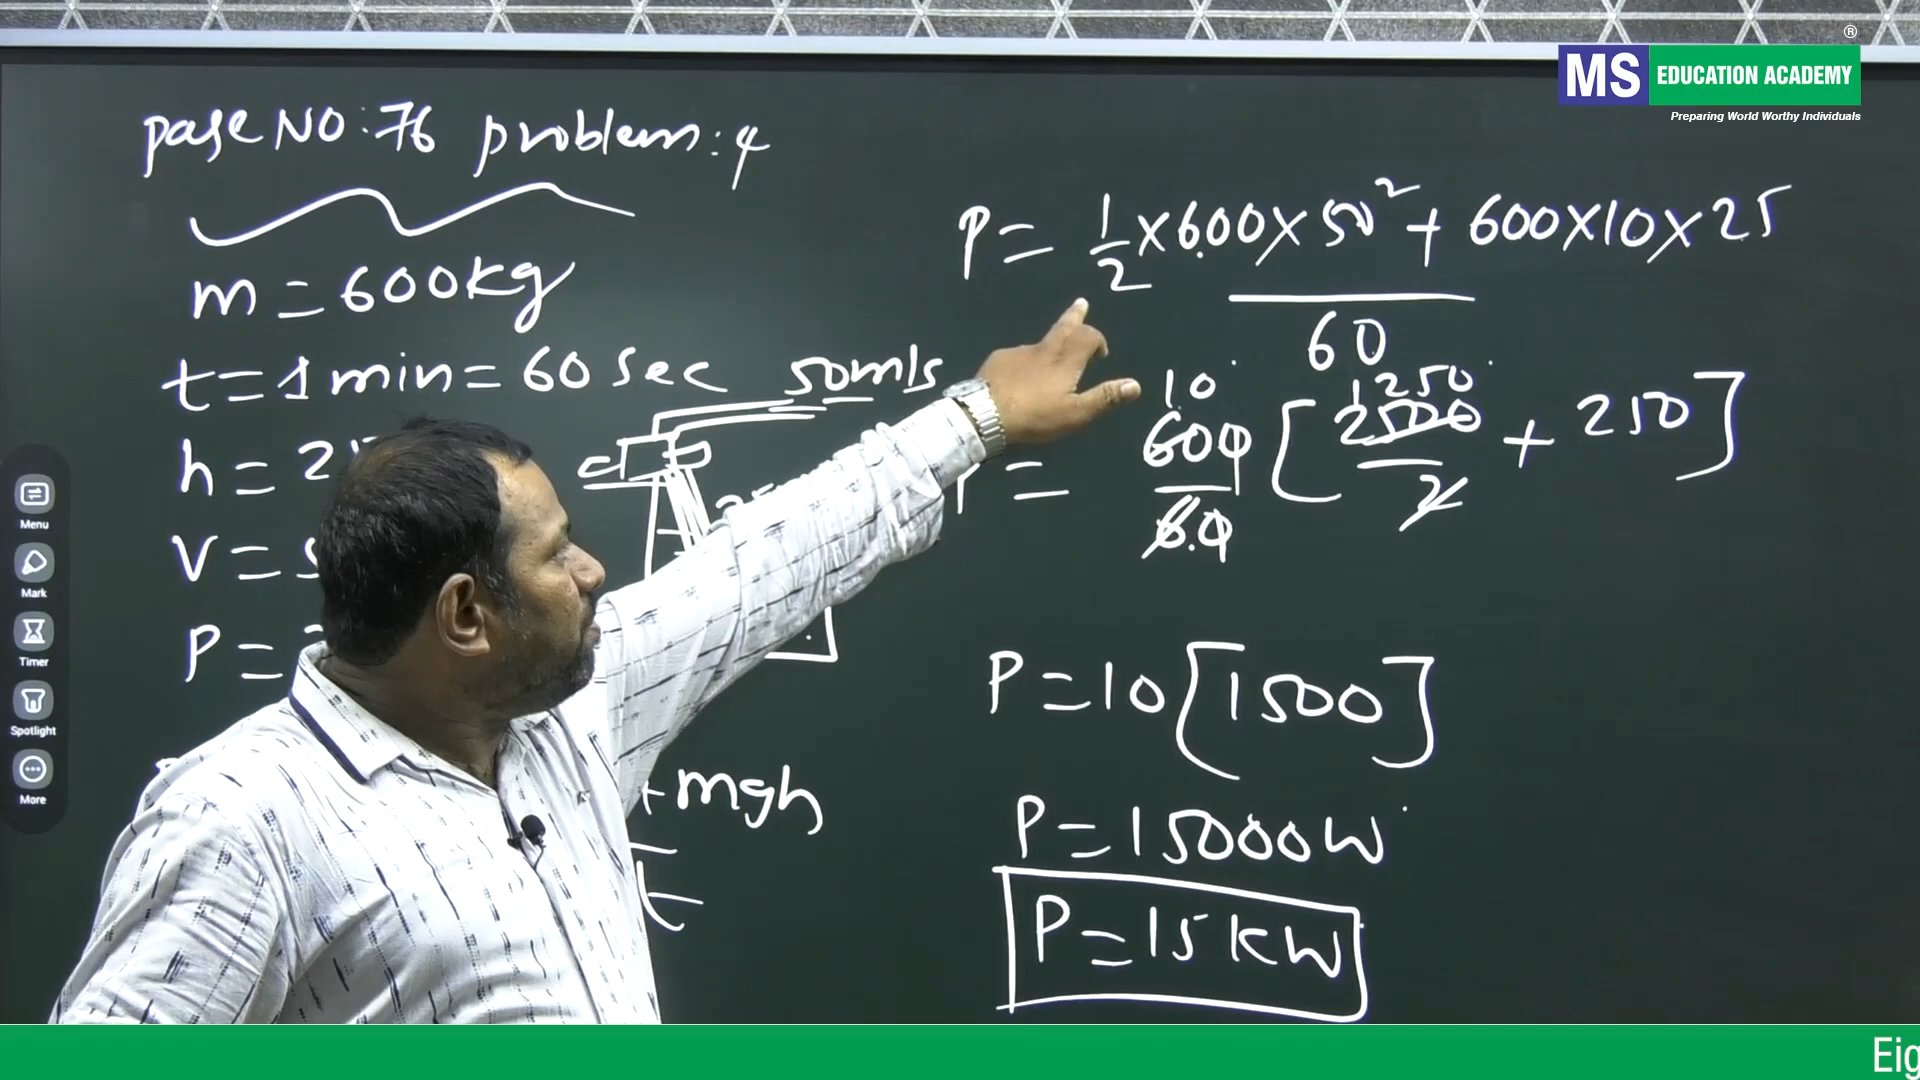 MS EDUCATION ACADEMY ®
Preparing World Worthy Individuals
page NO: 76 problem: 4
m = 600kg
t = 1 min = 60 sec
50m/s
h = 2
V =
P =
+ mgh
t
P = 1/2 × 600 × 50² + 600 × 10 × 25
60
= 600/60 [2500/2 + 250]
10 1250
P = 10 [1500]
P = 15000W
P = 15 KW
Menu
Mark
Timer
Spotlight
More
Eig